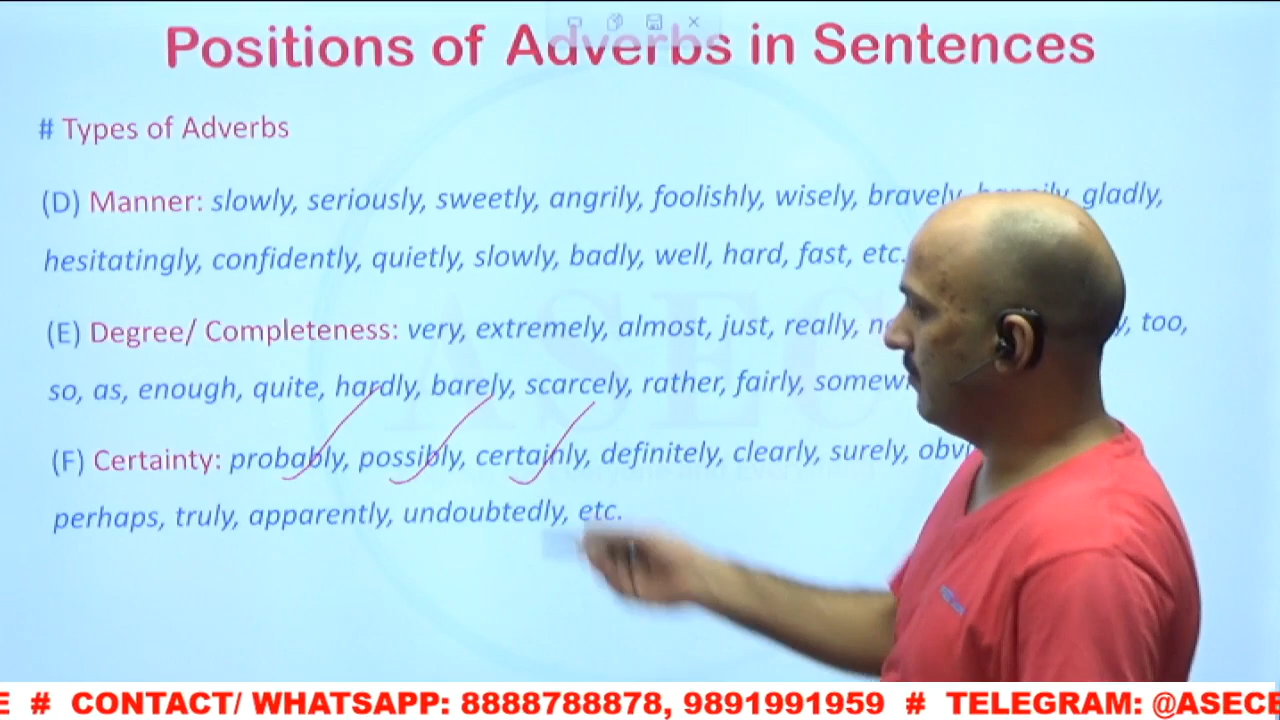 Positions of Adverbs in Sentences
# Types of Adverbs
(D) Manner: slowly, seriously, sweetly, angrily, foolishly, wisely, bravely, happily, gladly,
hesitatingly, confidently, quietly, slowly, badly, well, hard, fast, etc.
ASEC
(E) Degree/ Completeness: very, extremely, almost, just, really, too,
so, as, enough, quite, hardly, barely, scarcely, rather, fairly,
(F) Certainty: probably, possibly, certainly, definitely, clearly, surely,
perhaps, truly, apparently, undoubtedly, etc.
# CONTACT/ WHATSAPP: 8888788878, 9891991959 # TELEGRAM: @ASECE